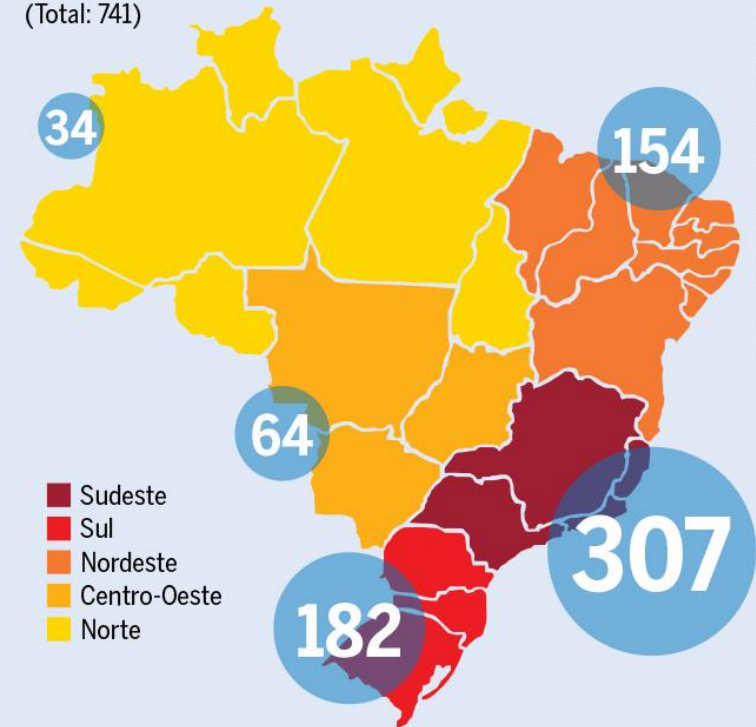 (Total: 741)
34
154
64
307
182
Sudeste
Sul
Nordeste
Centro-Oeste
Norte